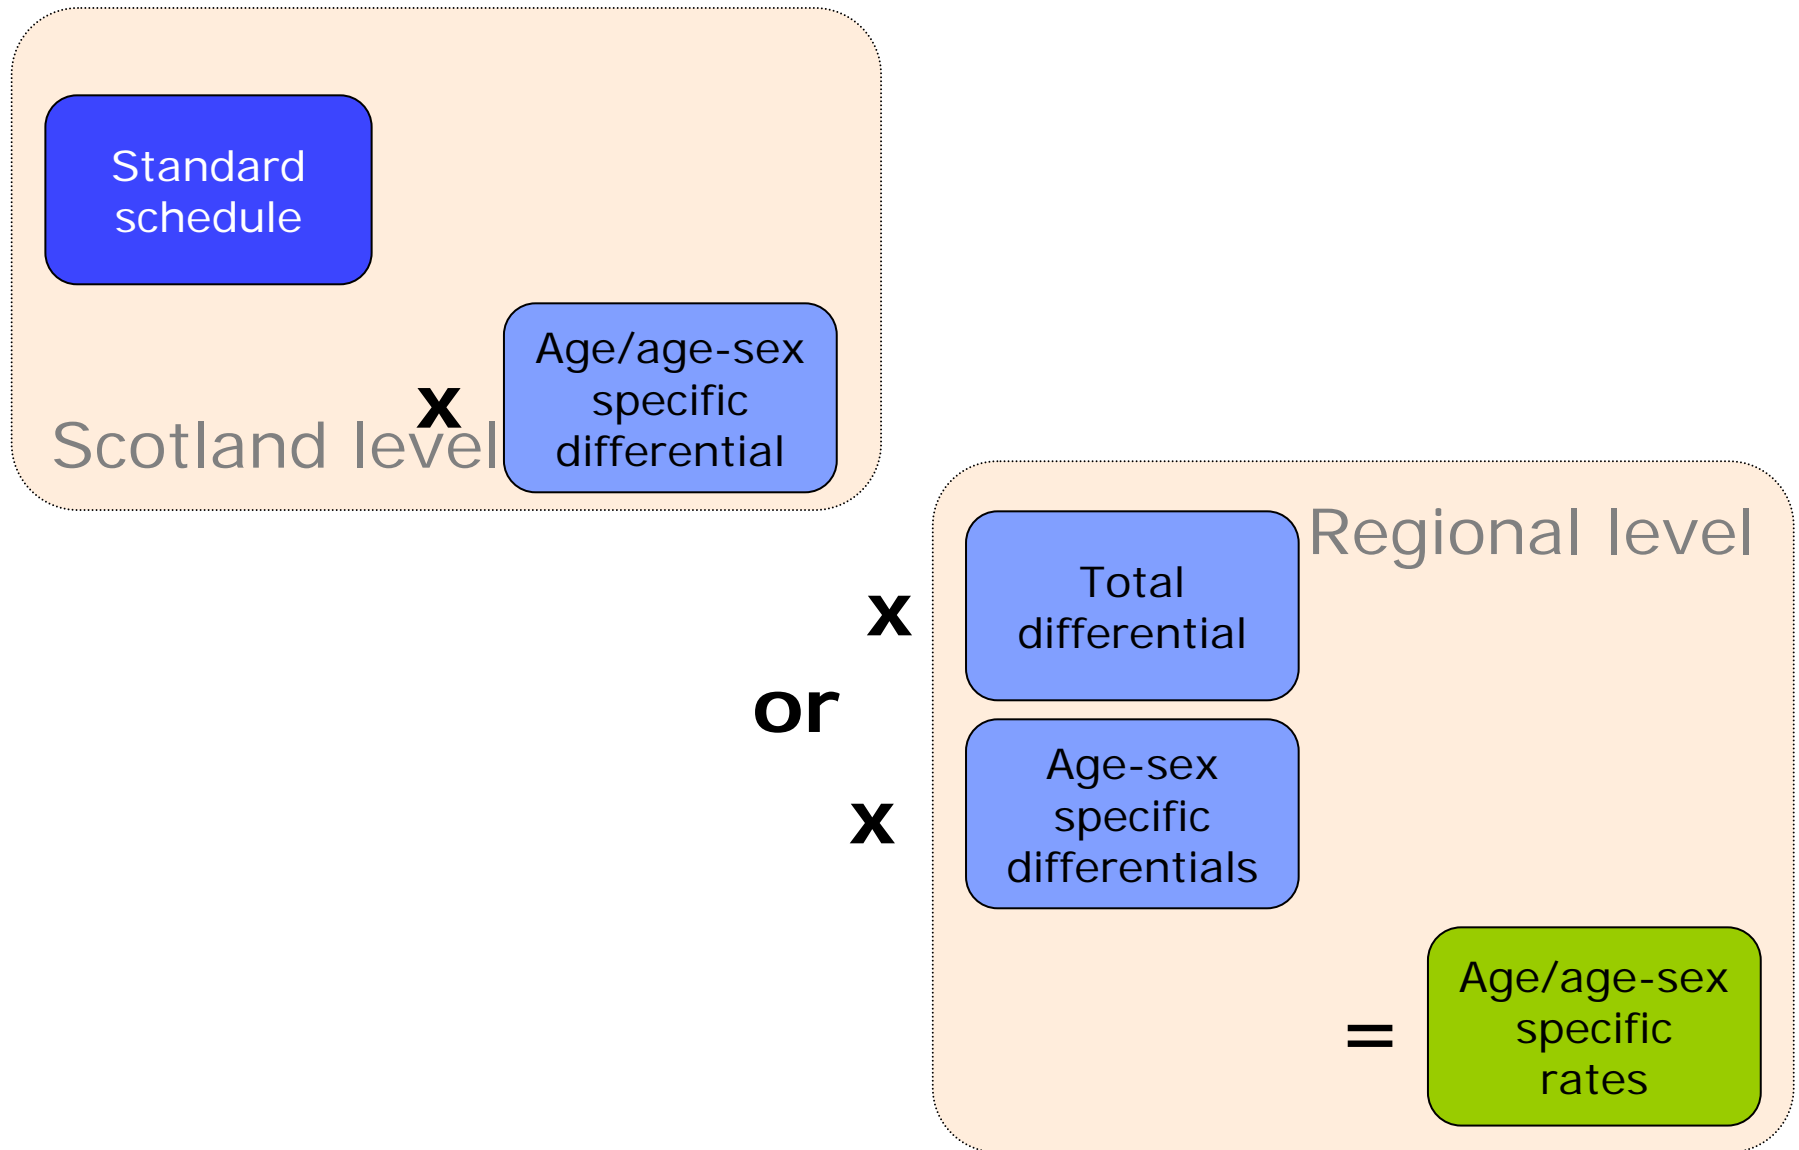 Standard
schedule
x
Age/age-sex
specific
differential
Scotland level
Regional level
x
Total
differential
or
x
Age-sex
specific
differentials
=
Age/age-sex
specific
rates